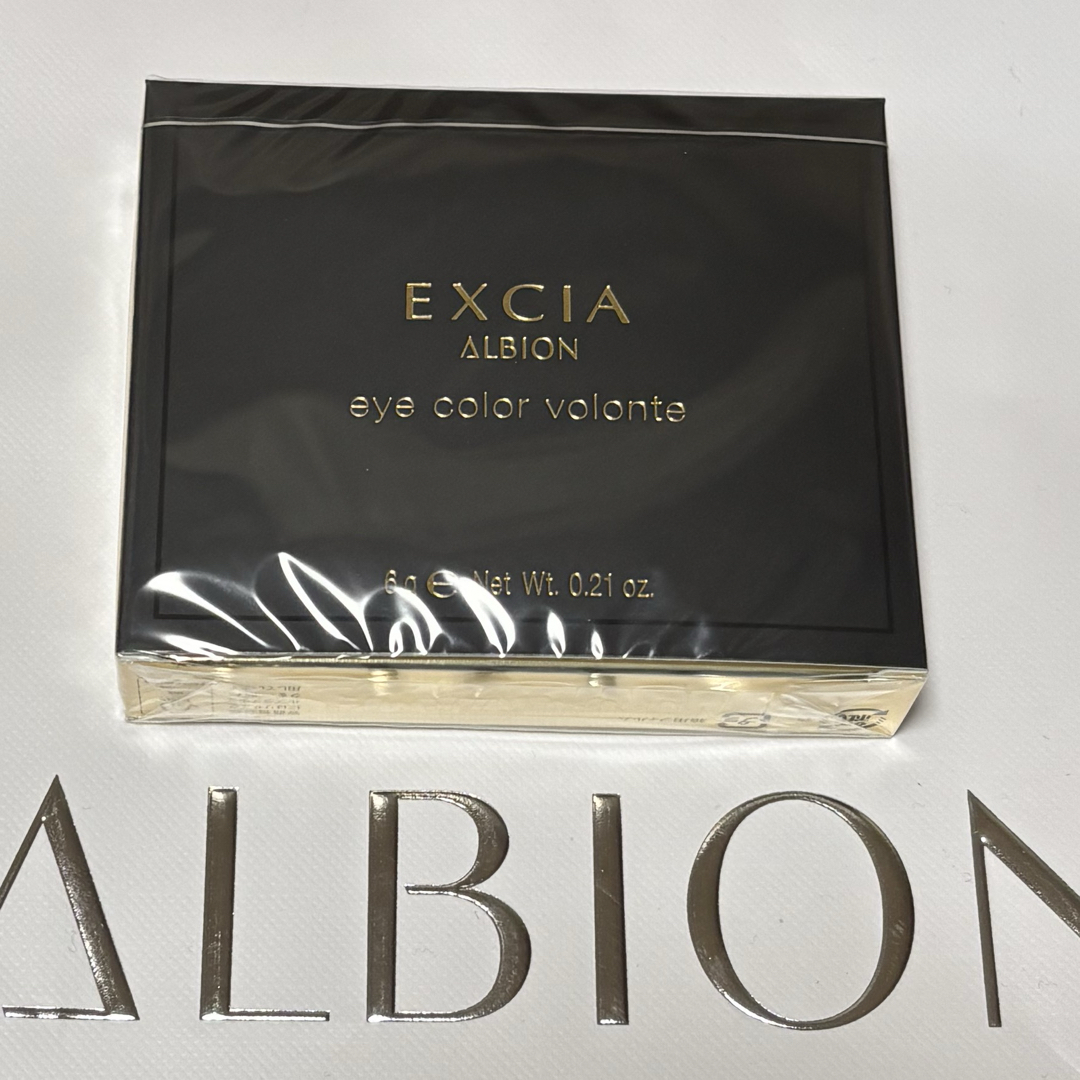 EXCIA
ALBION
eye color volonte
6 g ℮ Net Wt. 0.21 oz.
ALBION